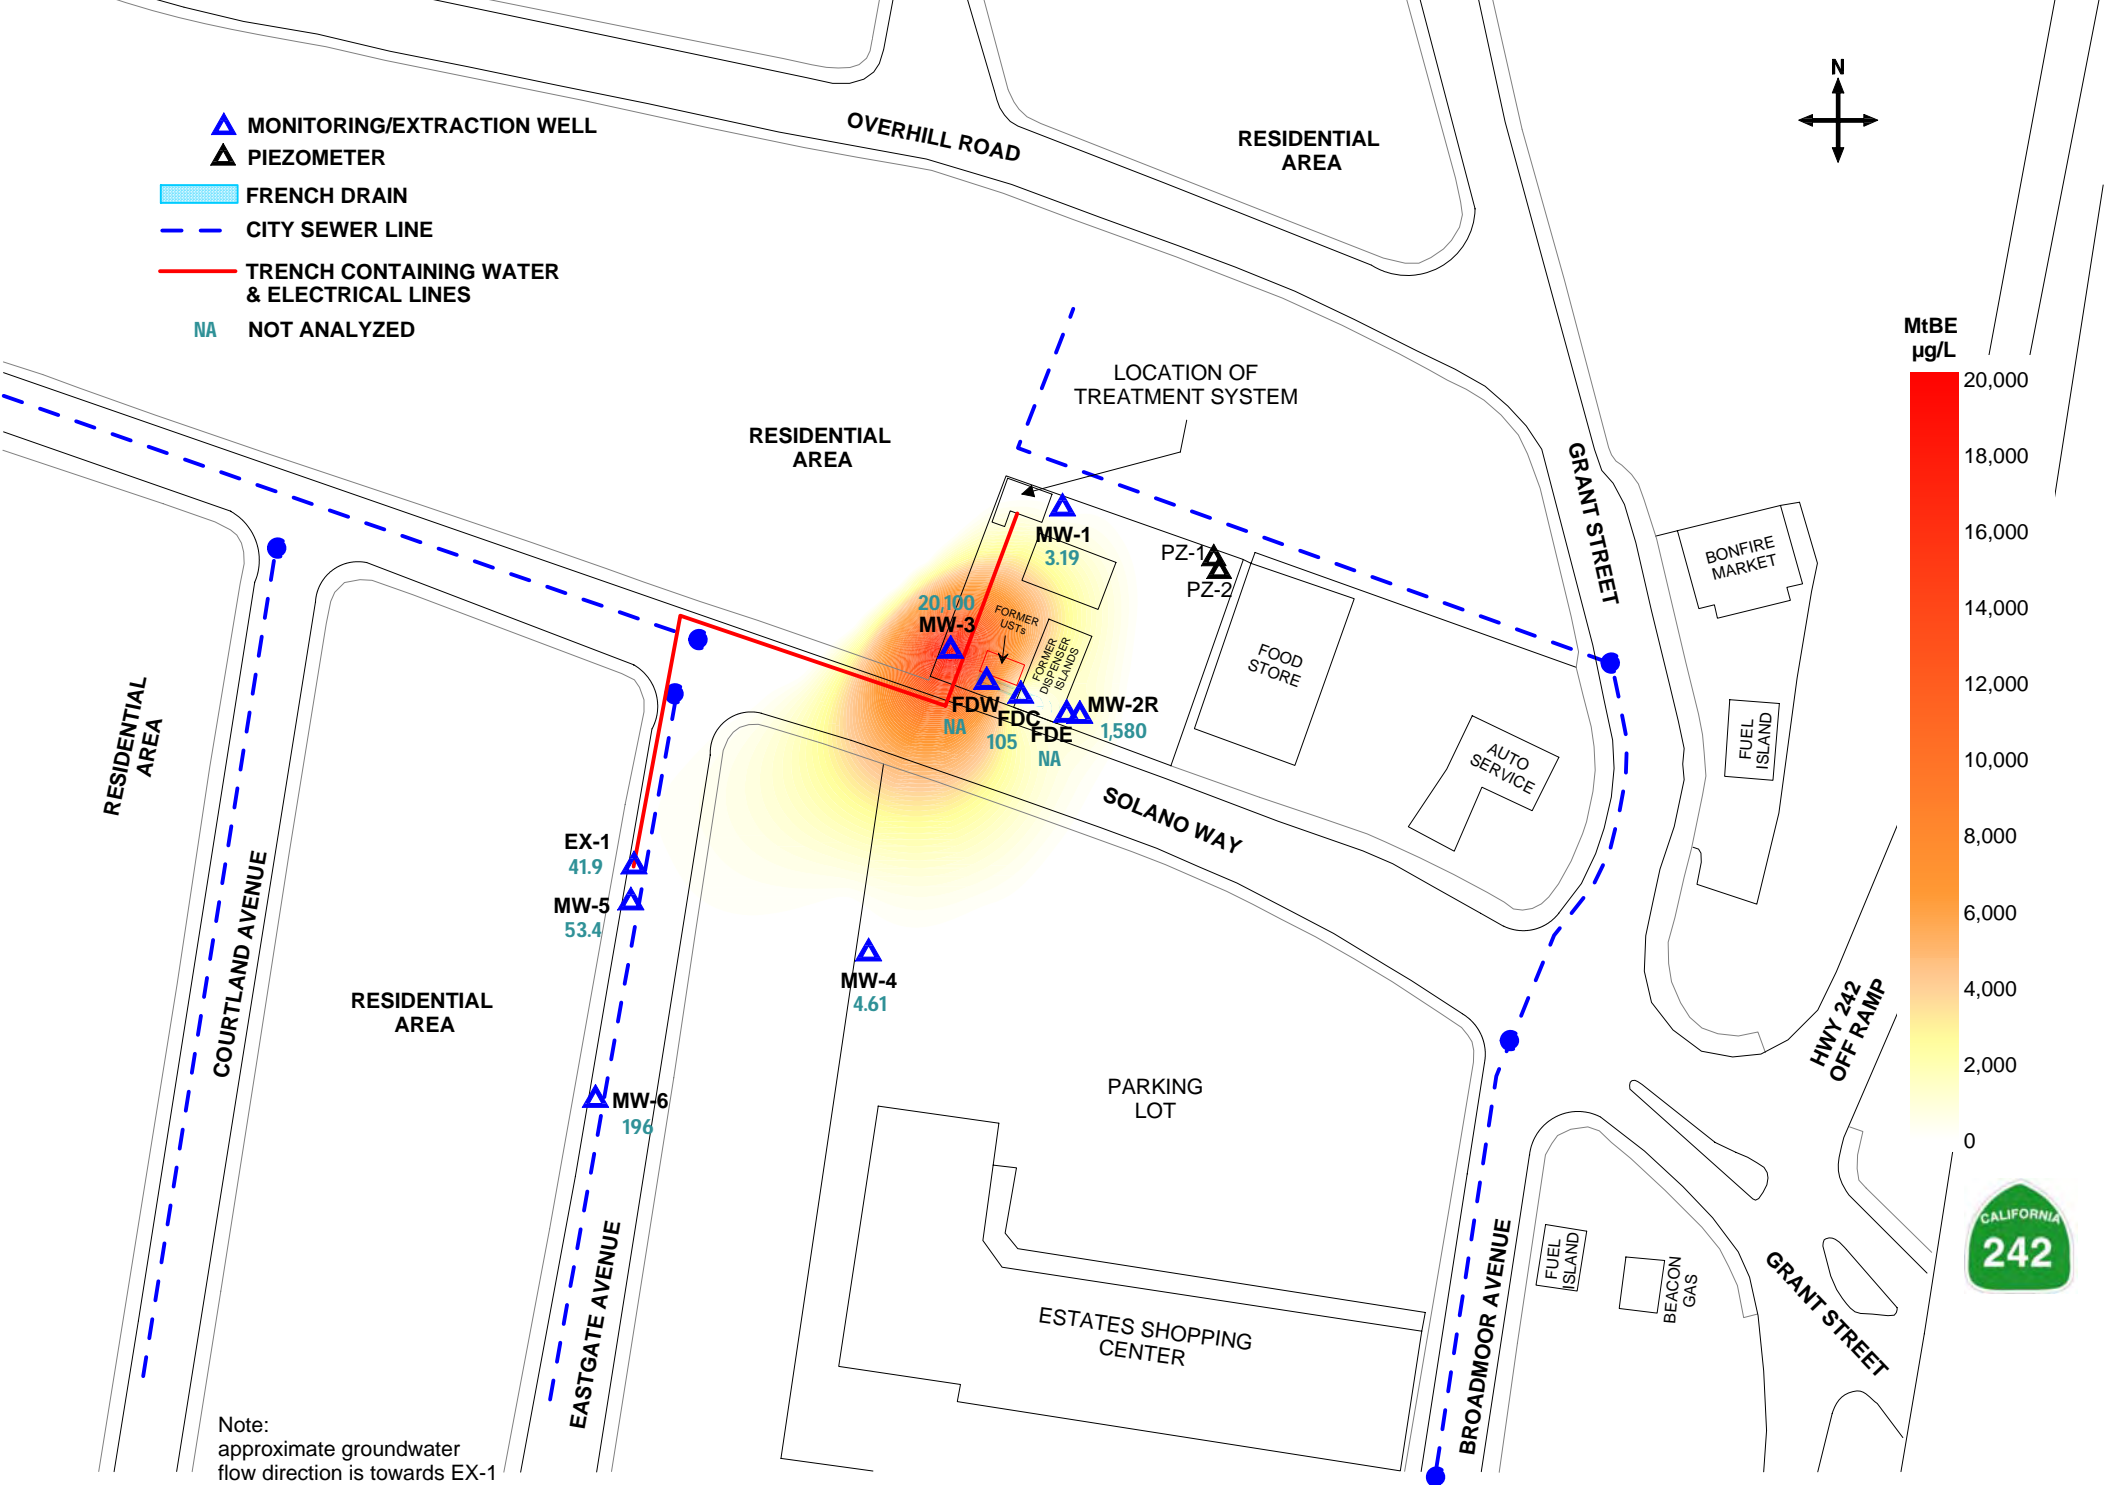 MONITORING/EXTRACTION WELL
PIEZOMETER
FRENCH DRAIN
CITY SEWER LINE
TRENCH CONTAINING WATER
& ELECTRICAL LINES
NA NOT ANALYZED
OVERHILL ROAD
RESIDENTIAL
AREA
N
MtBE
µg/L
20,000
18,000
16,000
14,000
12,000
10,000
8,000
6,000
4,000
2,000
0
LOCATION OF
TREATMENT SYSTEM
RESIDENTIAL
AREA
GRANT STREET
BONFIRE
MARKET
MW-1
3.19
PZ-1
PZ-2
20,100
MW-3
FORMER
USTs
FORMER
DISPENSER
ISLANDS
FOOD
STORE
FDW
NA
FDC
105
FDE
NA
MW-2R
1,580
AUTO
SERVICE
FUEL
ISLAND
RESIDENTIAL
AREA
SOLANO WAY
EX-1
41.9
MW-5
53.4
COURTLAND AVENUE
MW-4
4.61
RESIDENTIAL
AREA
HWY 242
OFF RAMP
MW-6
196
PARKING
LOT
CALIFORNIA
242
EASTGATE AVENUE
ESTATES SHOPPING
CENTER
BROADMOOR AVENUE
FUEL
ISLAND
BEACON
GAS
GRANT STREET
Note:
approximate groundwater
flow direction is towards EX-1